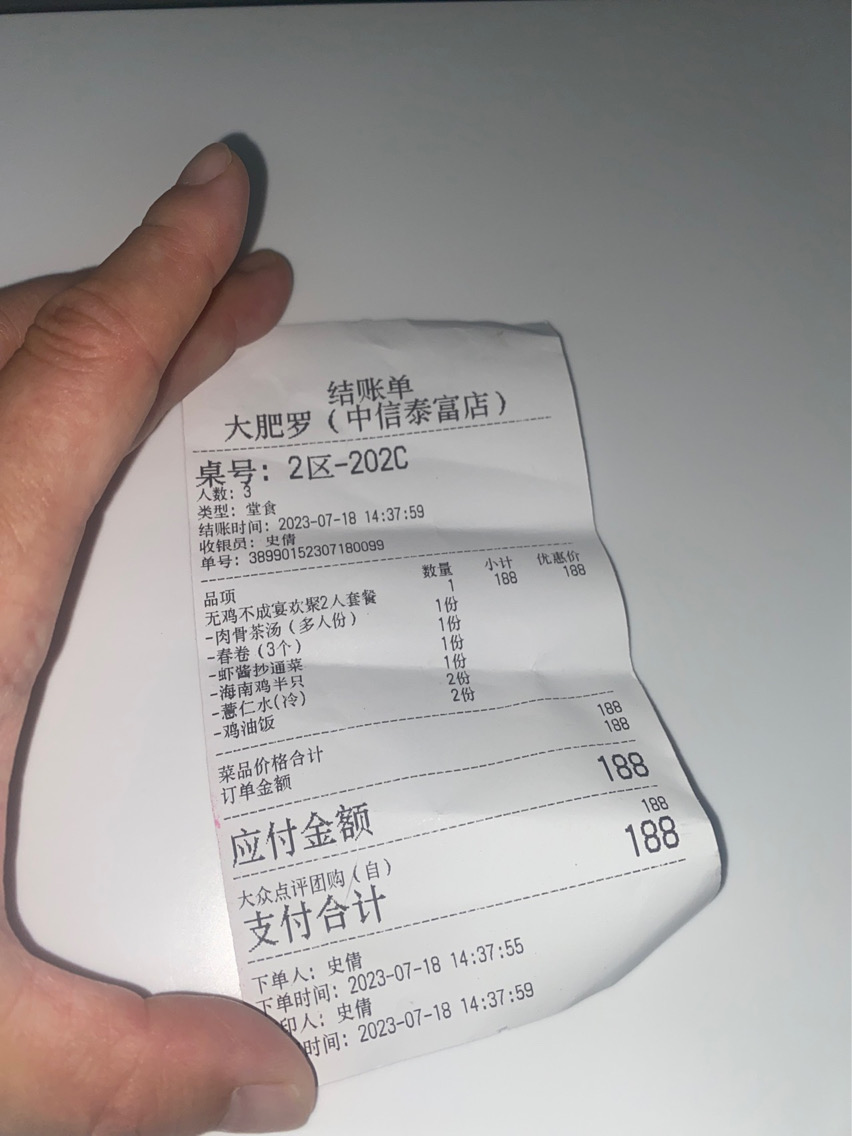 结账单
大肥罗（中信泰富店）
桌号：2区-202C
人数：3
类型：堂食
结账时间：2023-07-18 14:37:59
收银员：史倩
单号：38990152307180099
品项 数量 小计 优惠价
无鸡不成宴欢聚2人套餐 1 188 188
-肉骨茶汤（多人份） 1份
-春卷（3个） 1份
-虾酱抄通菜 1份
-海南鸡半只 1份
-薏仁水(冷) 2份
-鸡油饭 2份
菜品价格合计 188
订单金额 188
应付金额 188
大众点评团购（自） 188
支付合计 188
下单人：史倩
下单时间：2023-07-18 14:37:55
印人：史倩
时间：2023-07-18 14:37:59